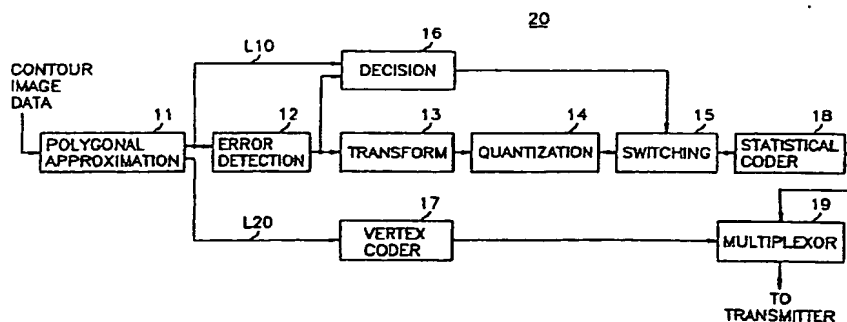 20
16
L10
DECISION
CONTOUR
IMAGE
DATA
11
POLYGONAL
APPROXIMATION
12
ERROR
DETECTION
13
TRANSFORM
14
QUANTIZATION
15
SWITCHING
18
STATISTICAL
CODER
L20
17
VERTEX
CODER
19
MULTIPLEXOR
TO
TRANSMITTER